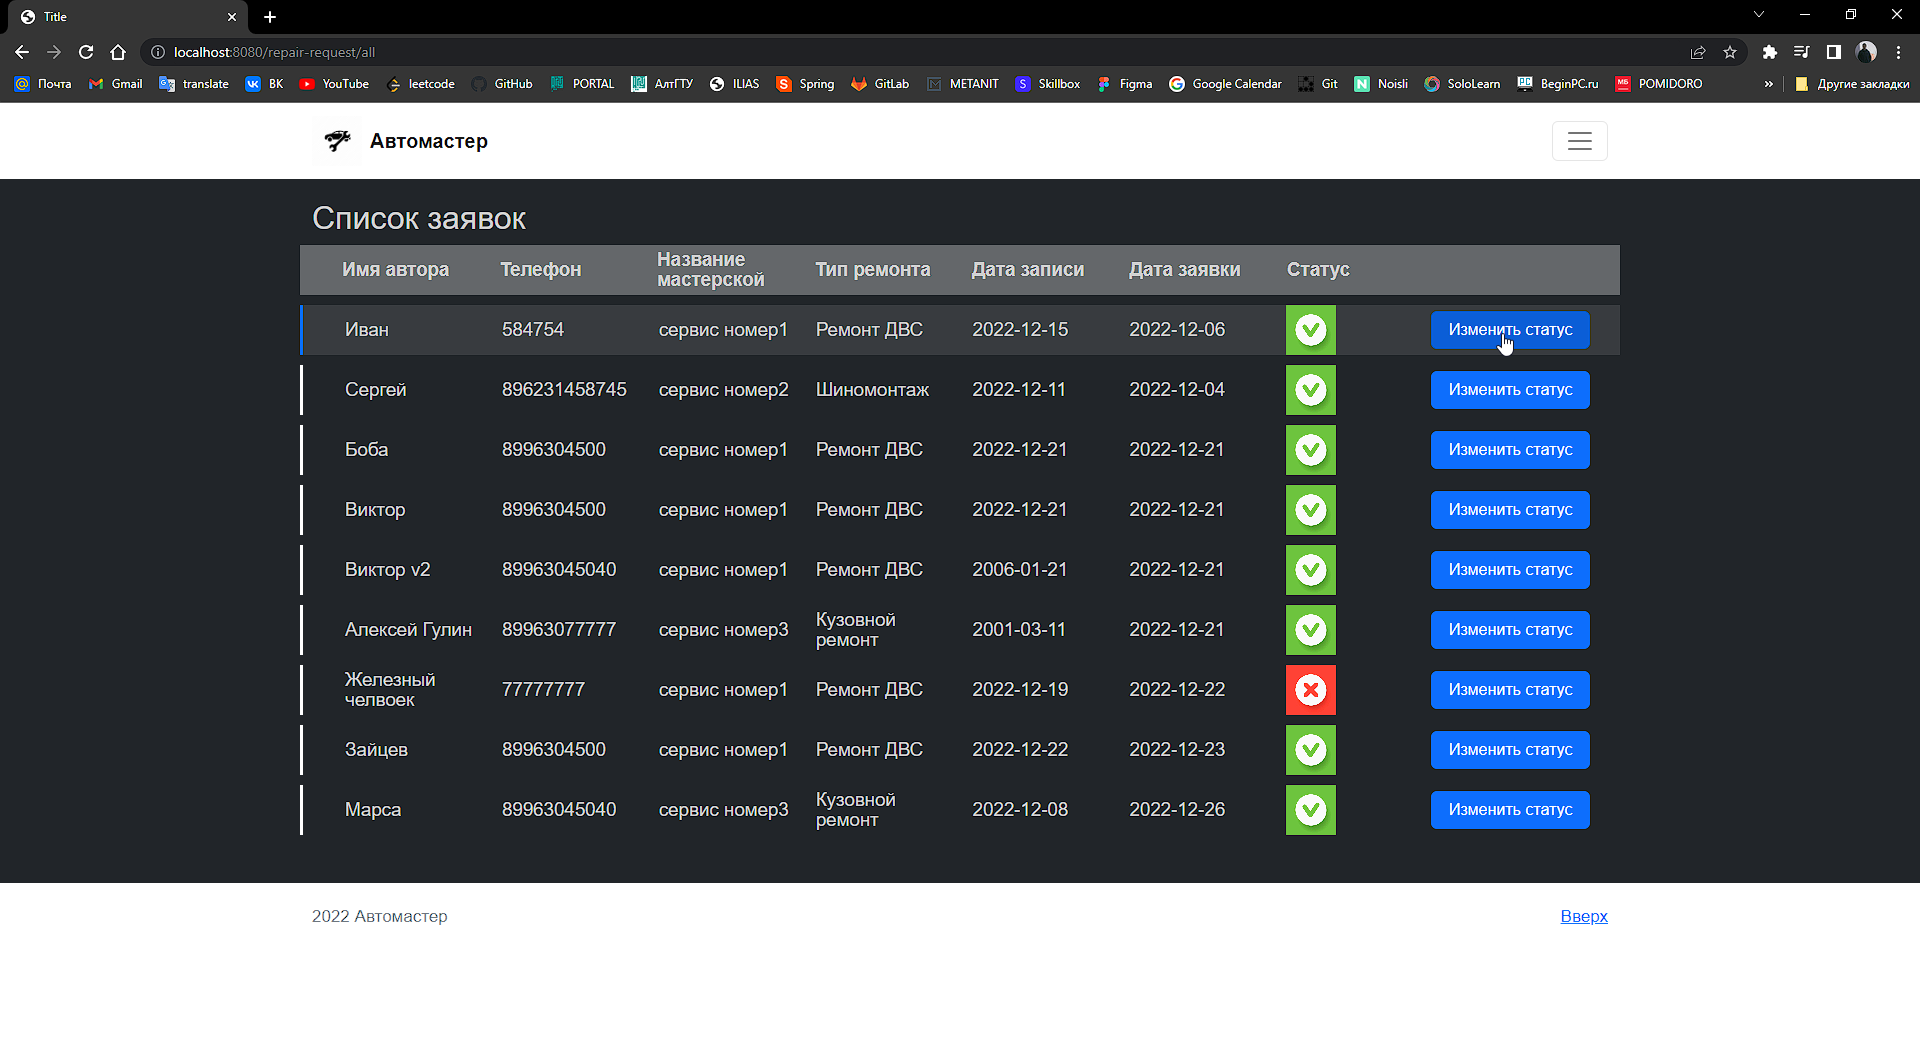 Title
localhost:8080/repair-request/all
Почта Gmail translate ВК YouTube leetcode GitHub PORTAL АлтГТУ ILIAS Spring GitLab METANIT Skillbox Figma Google Calendar Git Noisli SoloLearn BeginPC.ru POMIDORO » Другие закладки
Автомастер
Список заявок
Имя автора Телефон Название мастерской Тип ремонта Дата записи Дата заявки Статус
Иван 584754 сервис номер1 Ремонт ДВС 2022-12-15 2022-12-06 Изменить статус
Сергей 896231458745 сервис номер2 Шиномонтаж 2022-12-11 2022-12-04 Изменить статус
Боба 8996304500 сервис номер1 Ремонт ДВС 2022-12-21 2022-12-21 Изменить статус
Виктор 8996304500 сервис номер1 Ремонт ДВС 2022-12-21 2022-12-21 Изменить статус
Виктор v2 89963045040 сервис номер1 Ремонт ДВС 2006-01-21 2022-12-21 Изменить статус
Алексей Гулин 89963077777 сервис номер3 Кузовной ремонт 2001-03-11 2022-12-21 Изменить статус
Железный челвоек 77777777 сервис номер1 Ремонт ДВС 2022-12-19 2022-12-22 Изменить статус
Зайцев 8996304500 сервис номер1 Ремонт ДВС 2022-12-22 2022-12-23 Изменить статус
Марса 89963045040 сервис номер3 Кузовной ремонт 2022-12-08 2022-12-26 Изменить статус
2022 Автомастер Вверх